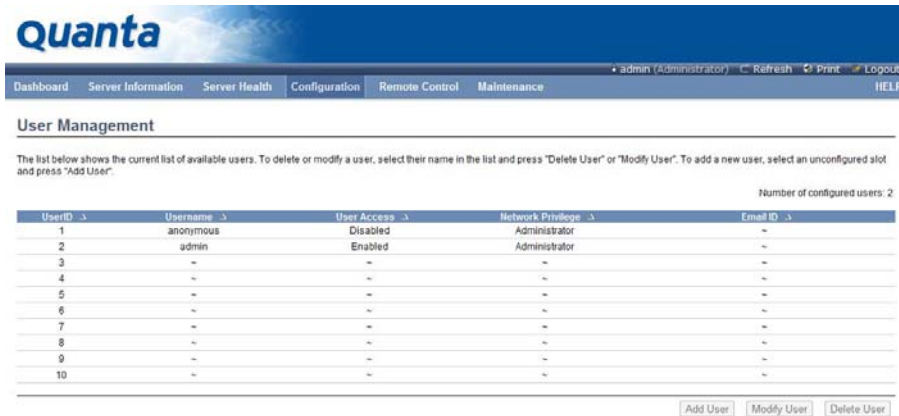 Quanta
admin (Administrator) Refresh Print Logout
Dashboard Server Information Server Health Configuration Remote Control Maintenance HELP
User Management
The list below shows the current list of available users. To delete or modify a user, select their name in the list and press "Delete User" or "Modify User". To add a new user, select an unconfigured slot
and press "Add User".
Number of configured users: 2
UserID Username User Access Network Privilege Email ID
1 anonymous Disabled Administrator ~
2 admin Enabled Administrator ~
3 ~ ~ ~ ~
4 ~ ~ ~ ~
5 ~ ~ ~ ~
6 ~ ~ ~ ~
7 ~ ~ ~ ~
8 ~ ~ ~ ~
9 ~ ~ ~ ~
10 ~ ~ ~ ~
Add User Modify User Delete User